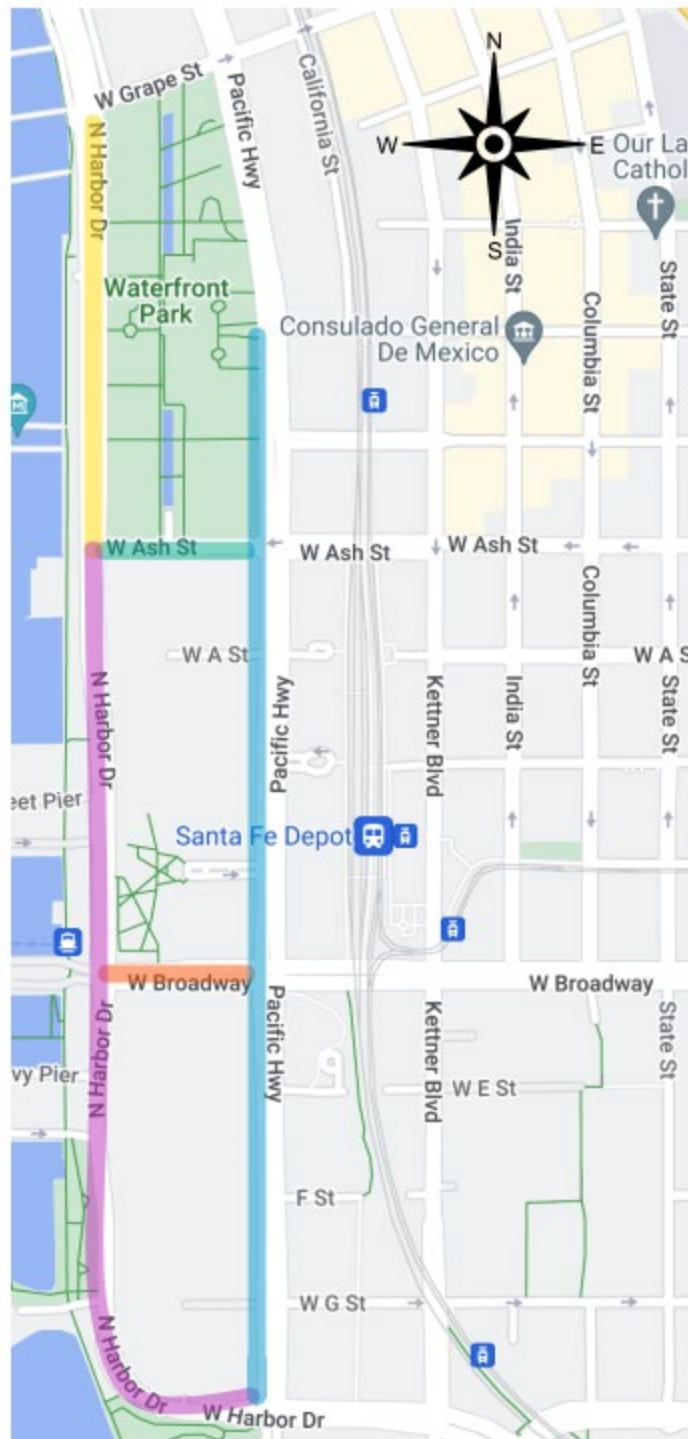 N
W Grape St
California St
Pacific Hwy
N Harbor Dr
W
E
Our La
Cathol
S
India St
State St
Waterfront
Park
Columbia St
Consulado General
De Mexico
W Ash St
W Ash St
W Ash St
Columbia St
W A St
W A S
N Harbor Dr
Pacific Hwy
Kettner Blvd
India St
State St
eet Pier
Santa Fe Depot
W Broadway
W Broadway
N Harbor Dr
Pacific Hwy
Kettner Blvd
State St
vy Pier
W E St
F St
W G St
N Harbor Dr
W Harbor Dr